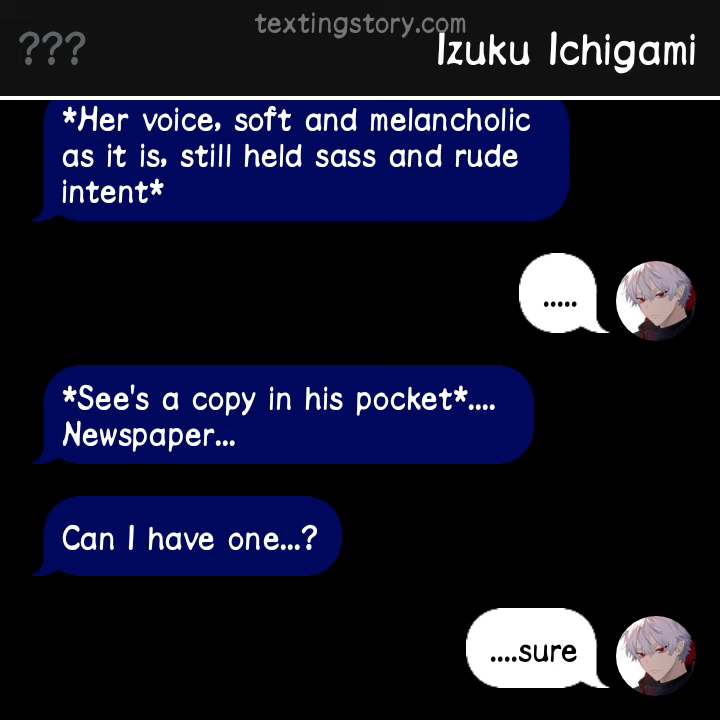 textingstory.com
???
Izuku Ichigami
*Her voice, soft and melancholic
as it is, still held sass and rude
intent*
.....
*See's a copy in his pocket*....
Newspaper...
Can I have one...?
....sure